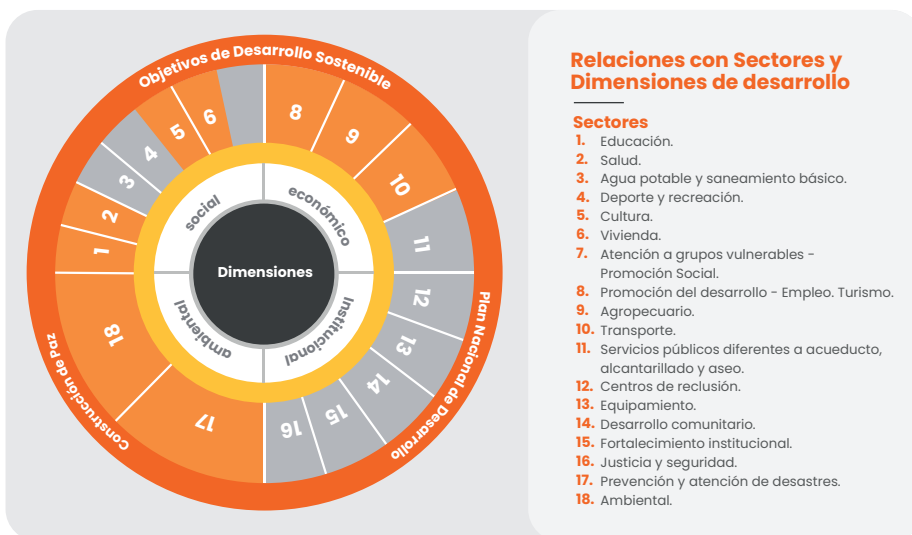 Objetivos de Desarrollo Sostenible
Plan Nacional de Desarrollo
Construcción de Paz
1
2
3
4
5
6
8
9
10
11
12
13
14
15
16
17
18
social
económico
Institucional
ambiental
Dimensiones
Relaciones con Sectores y
Dimensiones de desarrollo
Sectores
1. Educación.
2. Salud.
3. Agua potable y saneamiento básico.
4. Deporte y recreación.
5. Cultura.
6. Vivienda.
7. Atención a grupos vulnerables -
Promoción Social.
8. Promoción del desarrollo - Empleo. Turismo.
9. Agropecuario.
10. Transporte.
11. Servicios públicos diferentes a acueducto,
alcantarillado y aseo.
12. Centros de reclusión.
13. Equipamiento.
14. Desarrollo comunitario.
15. Fortalecimiento institucional.
16. Justicia y seguridad.
17. Prevención y atención de desastres.
18. Ambiental.